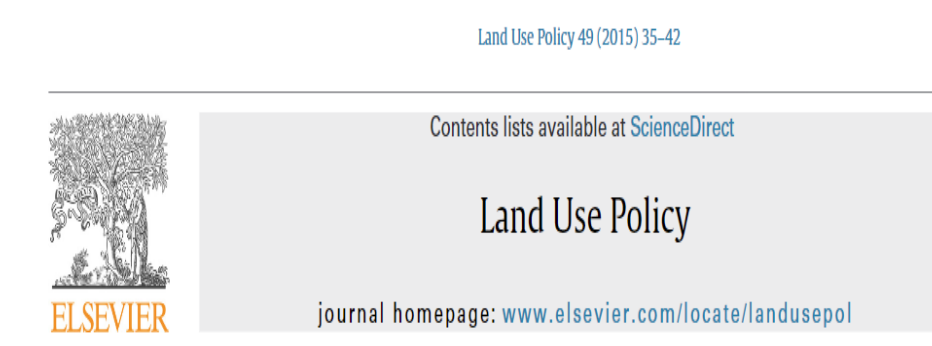 Land Use Policy 49 (2015) 35–42
Contents lists available at ScienceDirect
Land Use Policy
journal homepage: www.elsevier.com/locate/landusepol
ELSEVIER